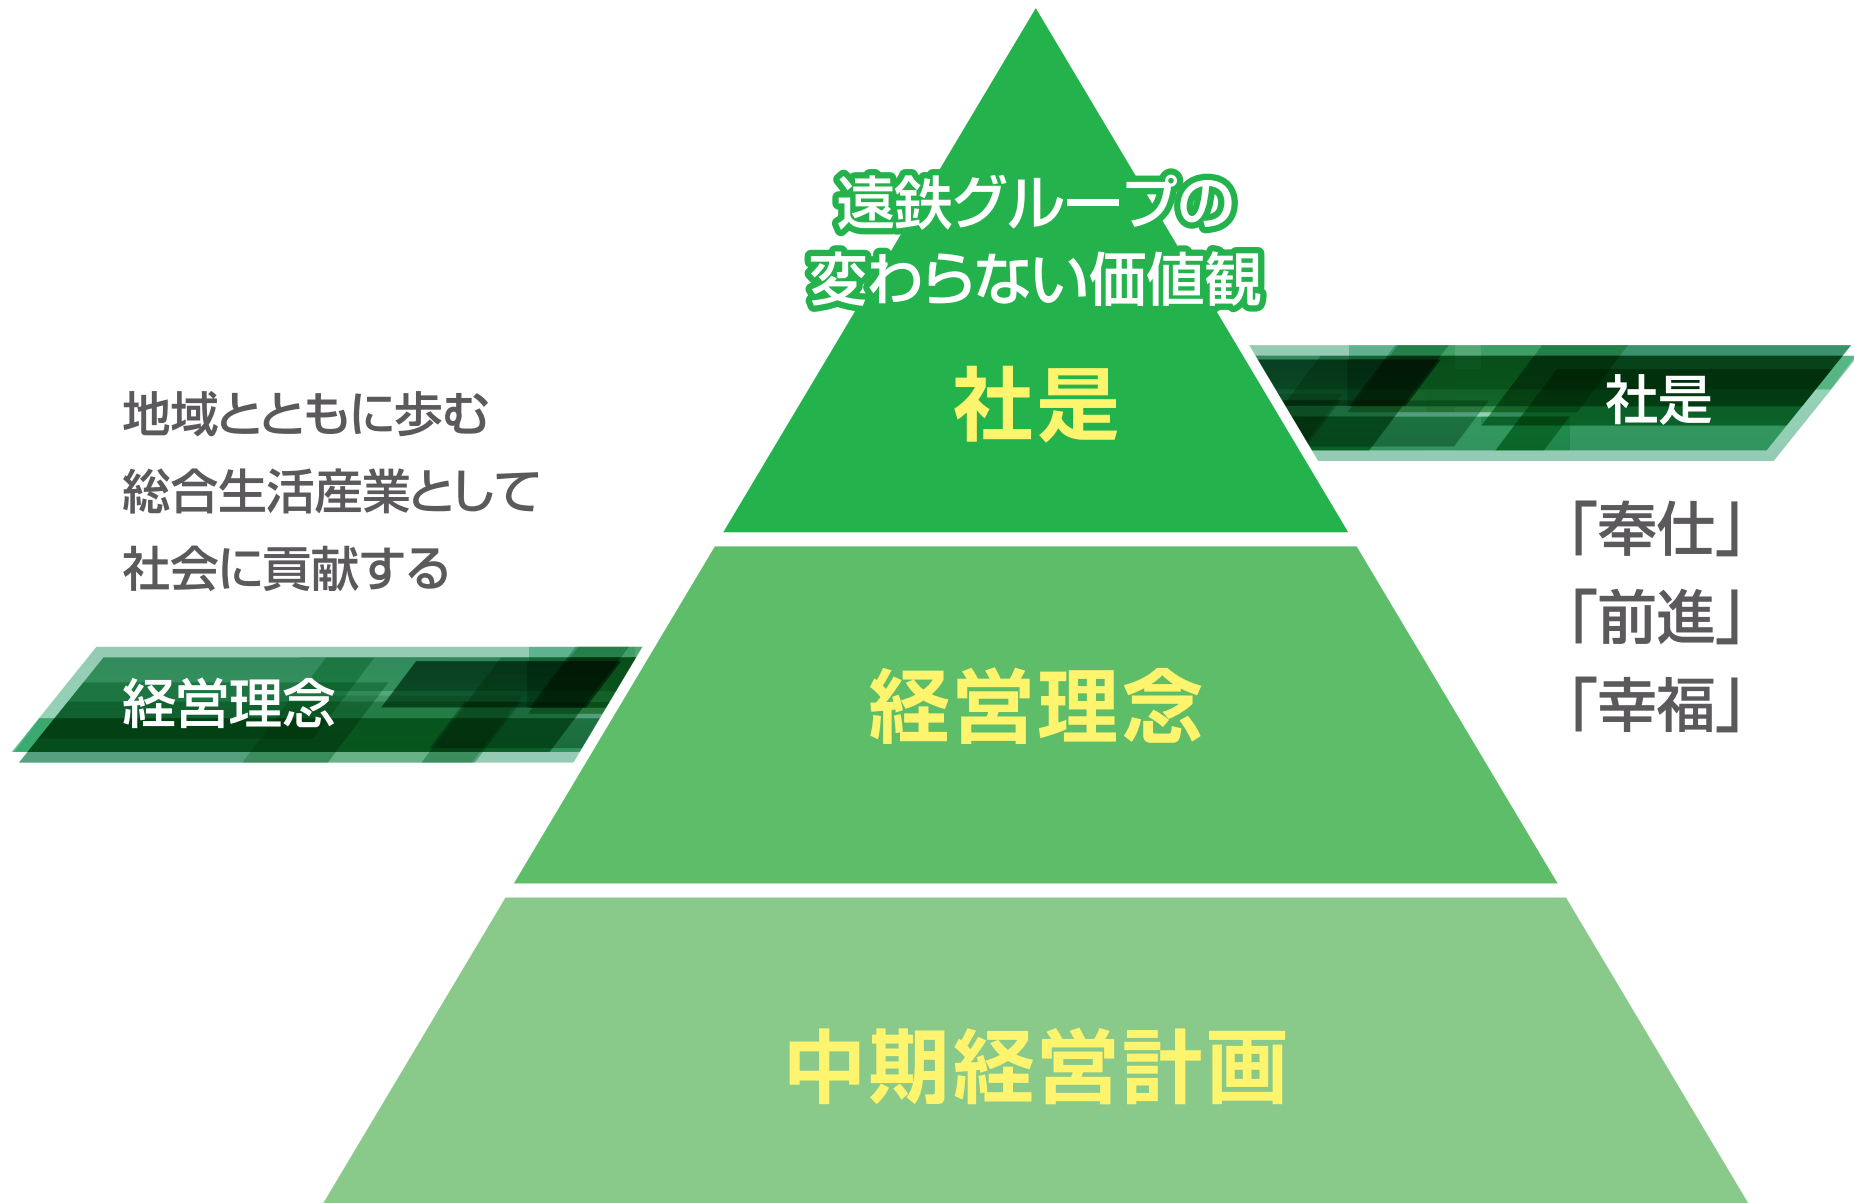 遠鉄グループの
変わらない価値観
社是
社是
「奉仕」
「前進」
「幸福」
地域とともに歩む
総合生活産業として
社会に貢献する
経営理念
経営理念
中期経営計画